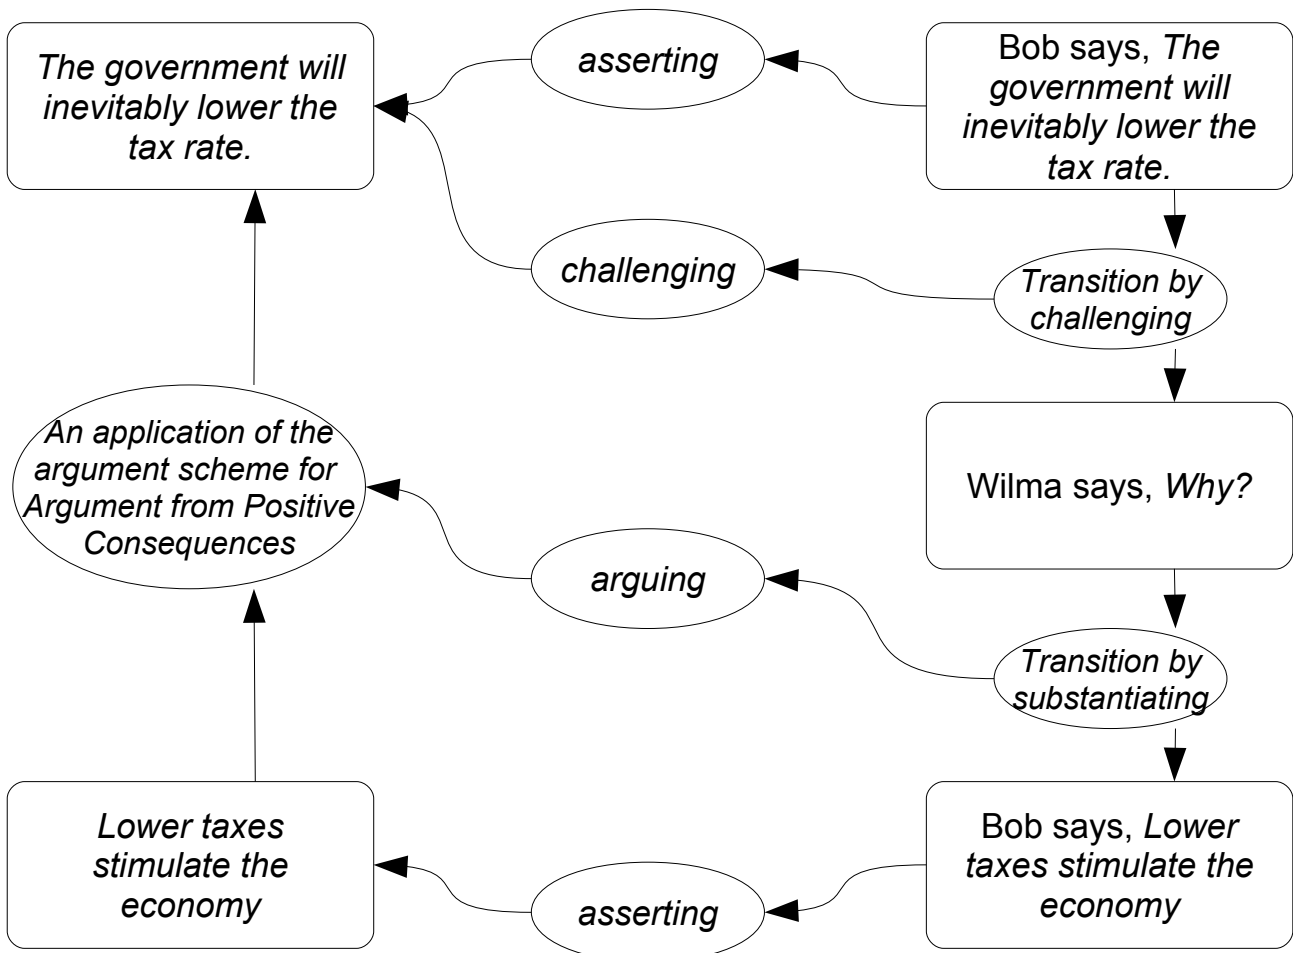 The government will
inevitably lower the
tax rate.
asserting
Bob says, The
government will
inevitably lower the
tax rate.
challenging
Transition by
challenging
An application of the
argument scheme for
Argument from Positive
Consequences
Wilma says, Why?
arguing
Transition by
substantiating
Lower taxes
stimulate the
economy
asserting
Bob says, Lower
taxes stimulate the
economy